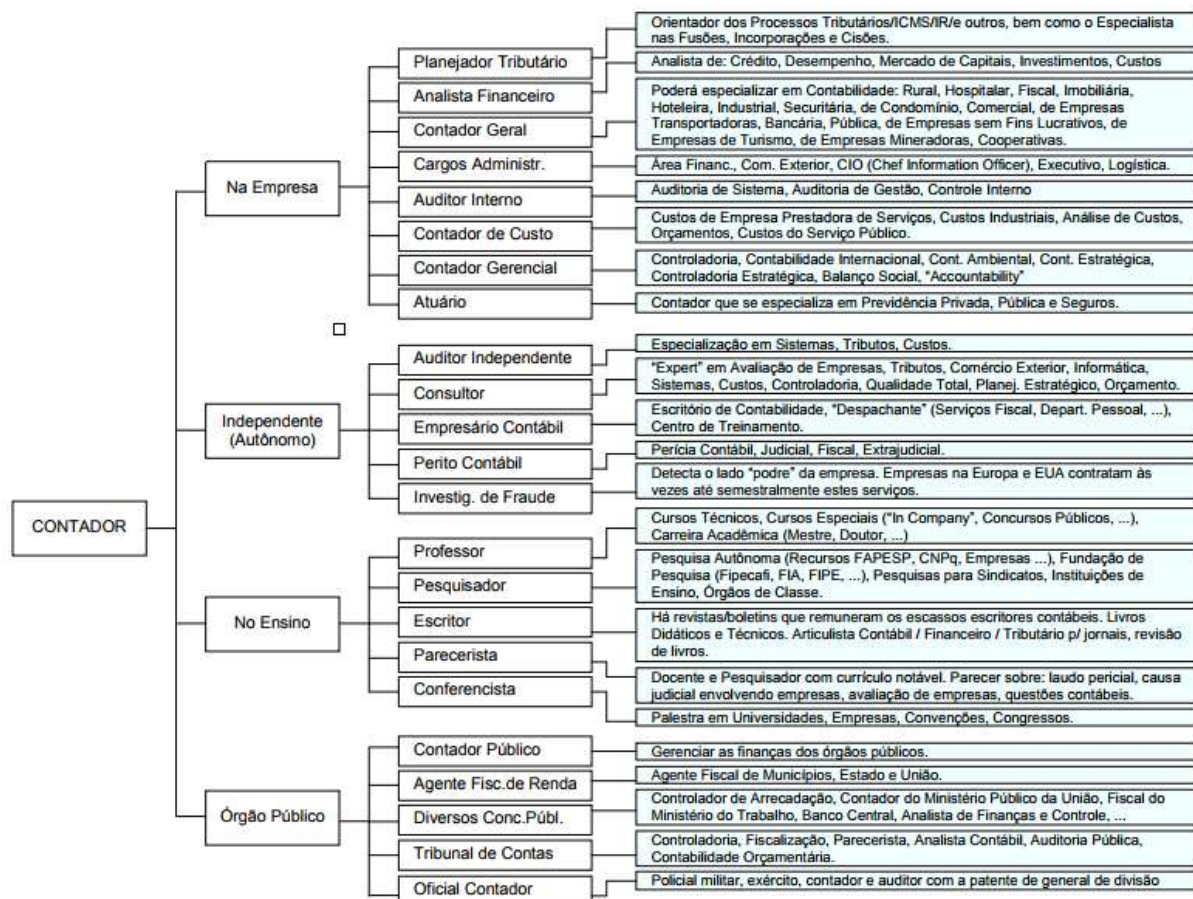 CONTADOR
Na Empresa
Planejador Tributário
Orientador dos Processos Tributários/ICMS/IR/e outros, bem como o Especialista
nas Fusões, Incorporações e Cisões.
Analista Financeiro
Analista de: Crédito, Desempenho, Mercado de Capitais, Investimentos, Custos
Contador Geral
Poderá especializar em Contabilidade: Rural, Hospitalar, Fiscal, Imobiliária,
Hoteleira, Industrial, Securitária, de Condomínio, Comercial, de Empresas
Transportadoras, Bancária, Pública, de Empresas sem Fins Lucrativos, de
Empresas de Turismo, de Empresas Mineradoras, Cooperativas.
Cargos Administr.
Área Financ., Com. Exterior, CIO (Chef Information Officer), Executivo, Logística.
Auditor Interno
Auditoria de Sistema, Auditoria de Gestão, Controle Interno
Contador de Custo
Custos de Empresa Prestadora de Serviços, Custos Industriais, Análise de Custos,
Orçamentos, Custos do Serviço Público.
Contador Gerencial
Controladoria, Contabilidade Internacional, Cont. Ambiental, Cont. Estratégica,
Controladoria Estratégica, Balanço Social, "Accountability"
Atuário
Contador que se especializa em Previdência Privada, Pública e Seguros.
Independente
(Autônomo)
Auditor Independente
Especialização em Sistemas, Tributos, Custos.
Consultor
"Expert" em Avaliação de Empresas, Tributos, Comércio Exterior, Informática,
Sistemas, Custos, Controladoria, Qualidade Total, Planej. Estratégico, Orçamento.
Empresário Contábil
Escritório de Contabilidade, "Despachante" (Serviços Fiscal, Depart. Pessoal, ...),
Centro de Treinamento.
Perito Contábil
Perícia Contábil, Judicial, Fiscal, Extrajudicial.
Investig. de Fraude
Detecta o lado "podre" da empresa. Empresas na Europa e EUA contratam às
vezes até semestralmente estes serviços.
No Ensino
Professor
Cursos Técnicos, Cursos Especiais ("In Company", Concursos Públicos, ...),
Carreira Acadêmica (Mestre, Doutor, ...)
Pesquisador
Pesquisa Autônoma (Recursos FAPESP, CNPq, Empresas ...), Fundação de
Pesquisa (Fipecafi, FIA, FIPE, ...), Pesquisas para Sindicatos, Instituições de
Ensino, Órgãos de Classe.
Escritor
Há revistas/boletins que remuneram os escassos escritores contábeis. Livros
Didáticos e Técnicos. Articulista Contábil / Financeiro / Tributário p/ jornais, revisão
de livros.
Parecerista
Docente e Pesquisador com currículo notável. Parecer sobre: laudo pericial, causa
judicial envolvendo empresas, avaliação de empresas, questões contábeis.
Conferencista
Palestra em Universidades, Empresas, Convenções, Congressos.
Órgão Público
Contador Público
Gerenciar as finanças dos órgãos públicos.
Agente Fisc.de Renda
Agente Fiscal de Municípios, Estado e União.
Diversos Conc.Públ.
Controlador de Arrecadação, Contador do Ministério Público da União, Fiscal do
Ministério do Trabalho, Banco Central, Analista de Finanças e Controle, ...
Tribunal de Contas
Controladoria, Fiscalização, Parecerista, Analista Contábil, Auditoria Pública,
Contabilidade Orçamentária.
Oficial Contador
Policial militar, exército, contador e auditor com a patente de general de divisão